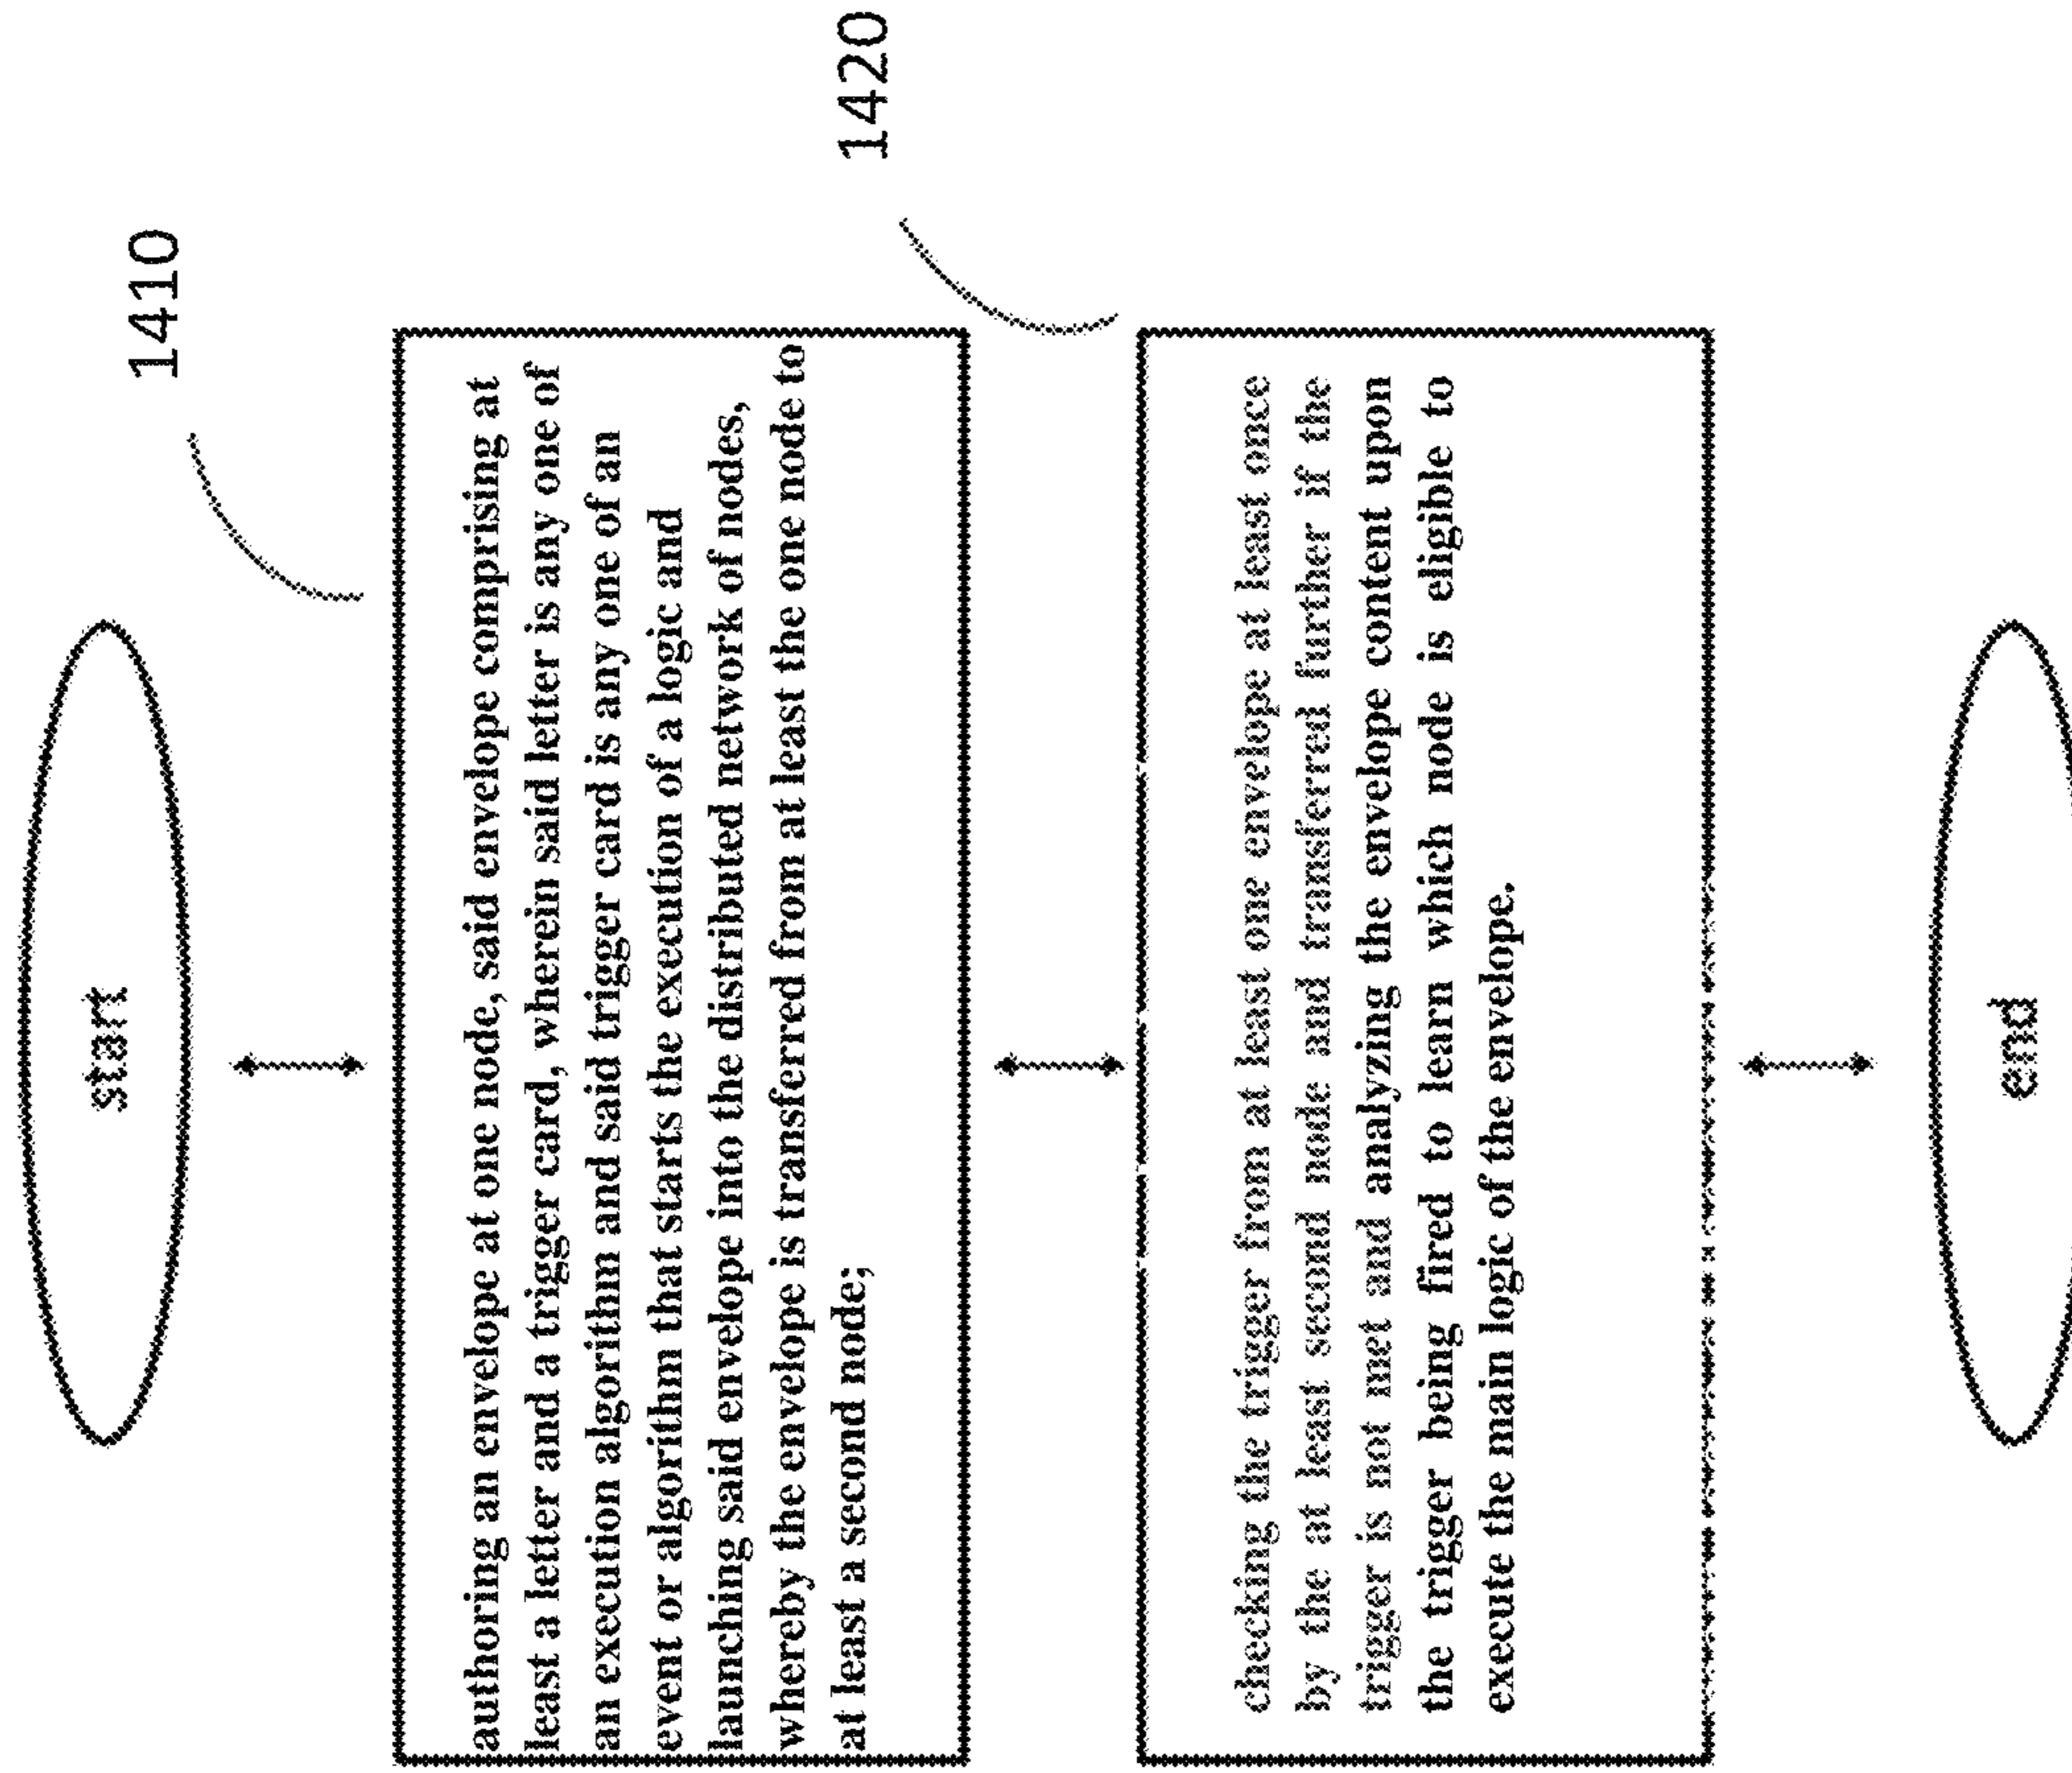 start
1410
authoring an envelope at one node, said envelope comprising at
least a letter and a trigger card, wherein said letter is any one of
an execution algorithm and said trigger card is any one of an
event or algorithm that starts the execution of a logic and
launching said envelope into the distributed network of nodes,
whereby the envelope is transferred from at least the one node to
at least a second node;
1420
checking the trigger from at least one envelope at least once
by the at least second node and transferred further if the
trigger is not met and analyzing the envelope content upon
the trigger being fired to learn which node is eligible to
execute the main logic of the envelope.
end